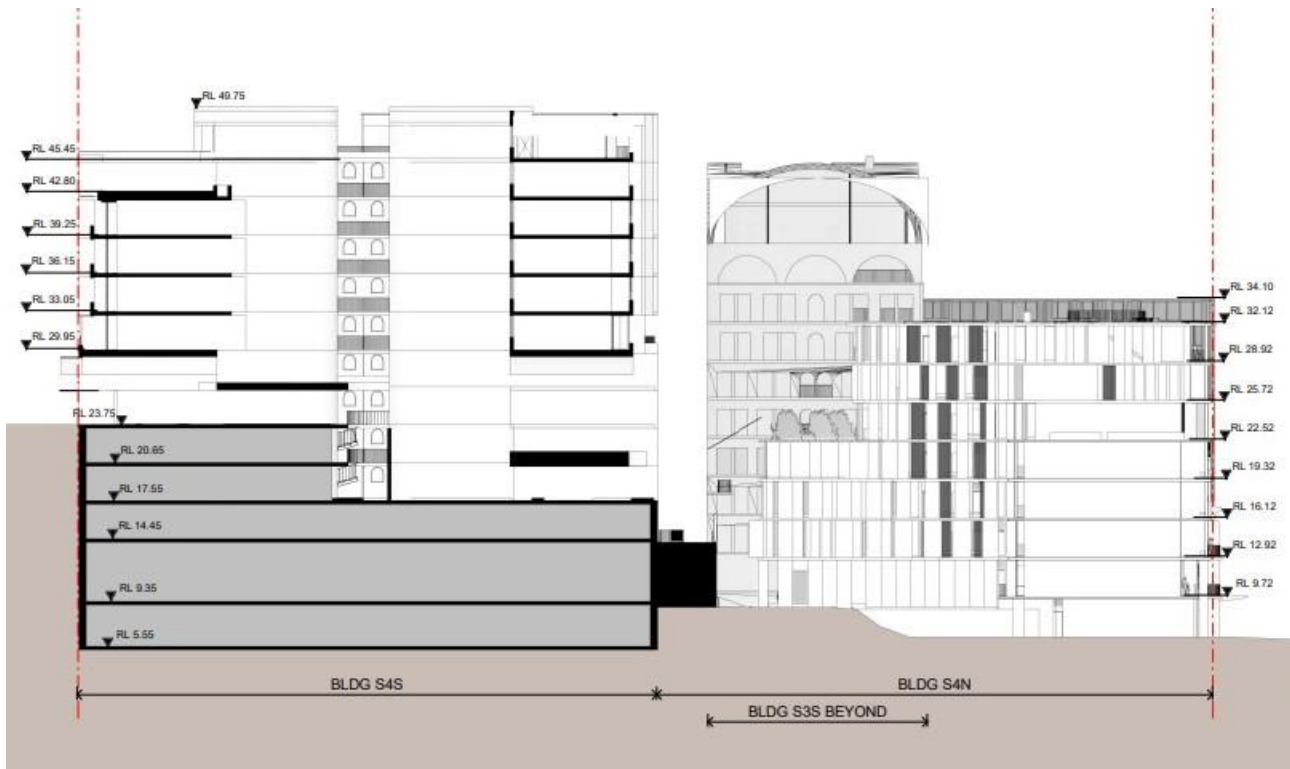 RL 49.75
RL 45.45
RL 42.80
RL 39.25
RL 36.15
RL 33.05
RL 29.95
RL 23.75
RL 20.65
RL 17.55
RL 14.45
RL 9.35
RL 5.55
RL 34.10
RL 32.12
RL 28.92
RL 25.72
RL 22.52
RL 19.32
RL 16.12
RL 12.92
RL 9.72
BLDG S4S
BLDG S4N
BLDG S3S BEYOND